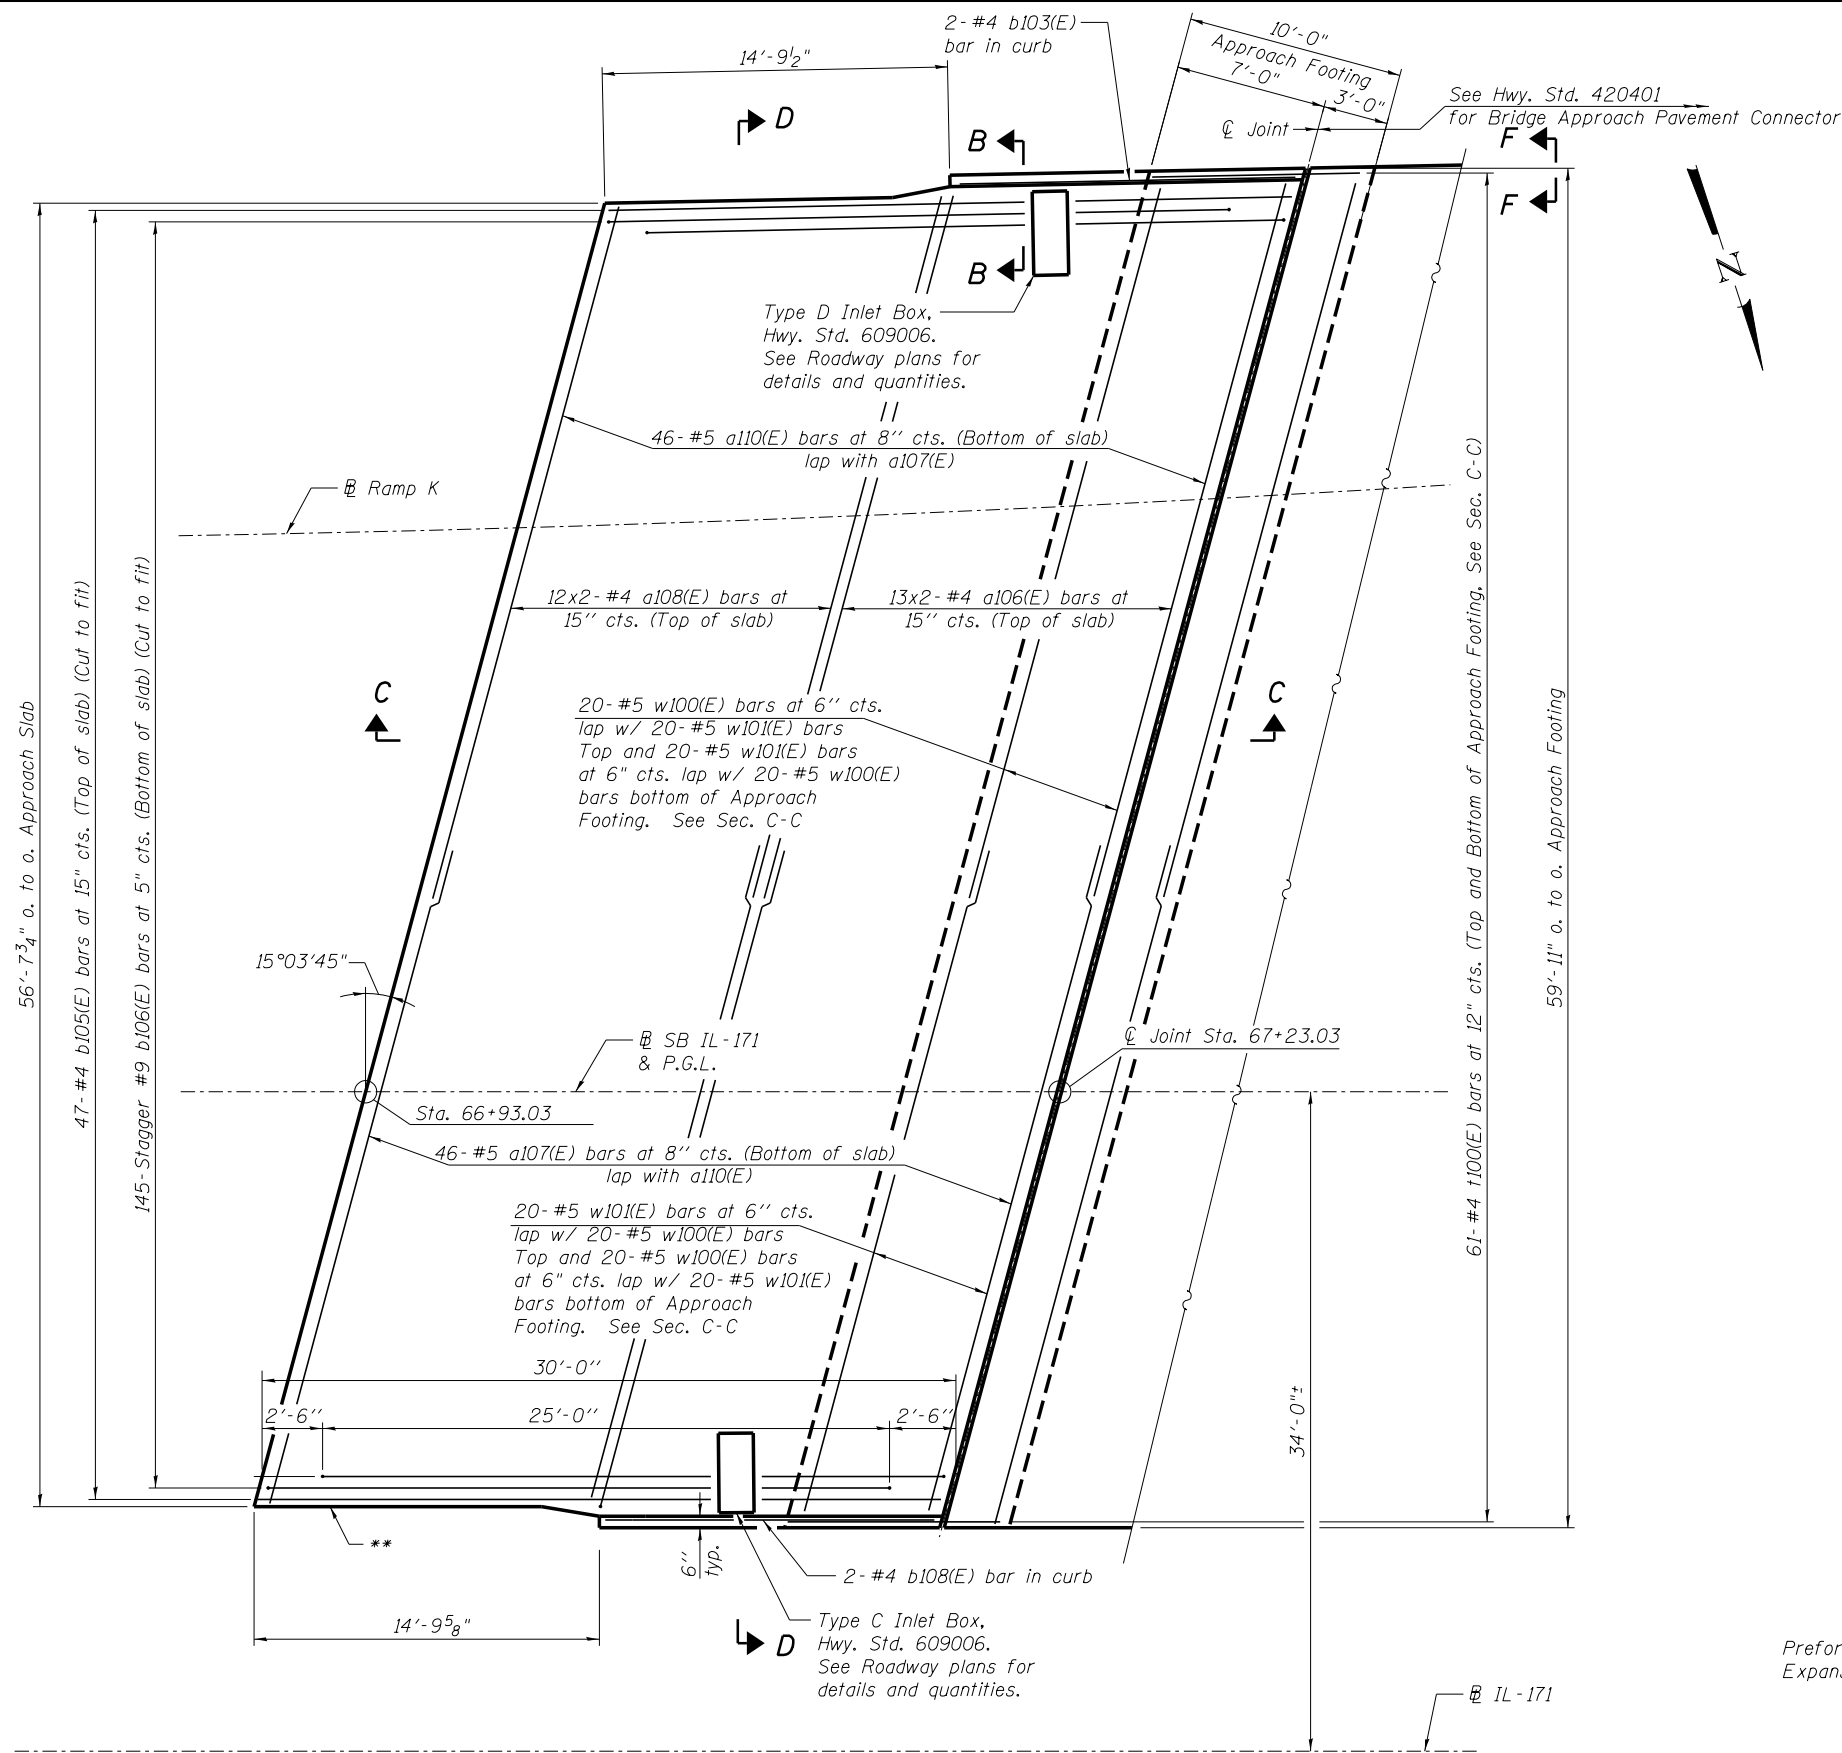 2-#4 b103(E)
bar in curb
10'-0"
Approach Footing
7'-0"
3'-0"
14'-9½"
See Hwy. Std. 420401
for Bridge Approach Pavement Connector
℄ Joint
D
B
F
F
B
N
Type D Inlet Box,
Hwy. Std. 609006.
See Roadway plans for
details and quantities.
46-#5 a110(E) bars at 8'' cts. (Bottom of slab)
lap with a107(E)
Ramp K
12x2-#4 a108(E) bars at
15'' cts. (Top of slab)
13x2-#4 a106(E) bars at
15'' cts. (Top of slab)
C
C
20-#5 w100(E) bars at 6'' cts.
lap w/ 20-#5 w101(E) bars
Top and 20-#5 w101(E) bars
at 6" cts. lap w/ 20-#5 w100(E)
bars bottom of Approach
Footing. See Sec. C-C
56'-7¾" o. to o. Approach Slab
47-#4 b105(E) bars at 15" cts. (Top of slab) (Cut to fit)
145-Stagger #9 b106(E) bars at 5" cts. (Bottom of slab) (Cut to fit)
61-#4 t100(E) bars at 12" cts. (Top and Bottom of Approach Footing. See Sec. C-C)
59'-11" o. to o. Approach Footing
15°03'45"
SB IL-171
& P.G.L.
℄ Joint Sta. 67+23.03
Sta. 66+93.03
46-#5 a107(E) bars at 8'' cts. (Bottom of slab)
lap with a110(E)
20-#5 w101(E) bars at 6'' cts.
lap w/ 20-#5 w100(E) bars
Top and 20-#5 w100(E) bars
at 6" cts. lap w/ 20-#5 w101(E)
bars bottom of Approach
Footing. See Sec. C-C
30'-0''
2'-6''
25'-0''
2'-6''
34'-0"±
**
6''
typ.
2-#4 b108(E) bar in curb
14'-9⅝"
D
Type C Inlet Box,
Hwy. Std. 609006.
See Roadway plans for
details and quantities.
Prefor
Expan
IL-171